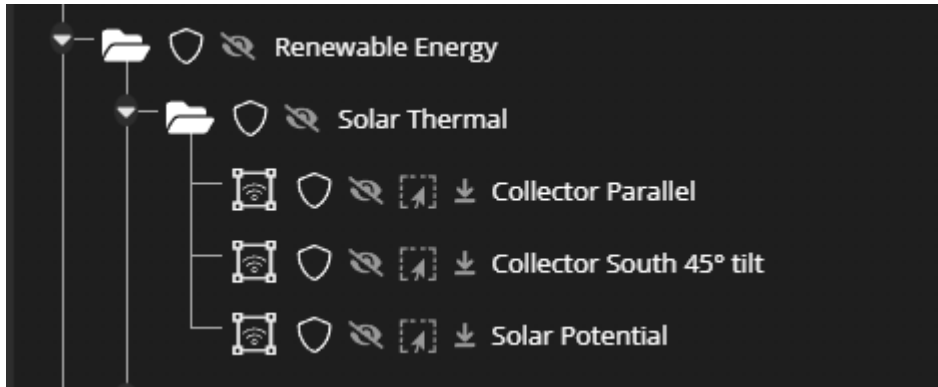 Renewable Energy
Solar Thermal
Collector Parallel
Collector South 45° tilt
Solar Potential